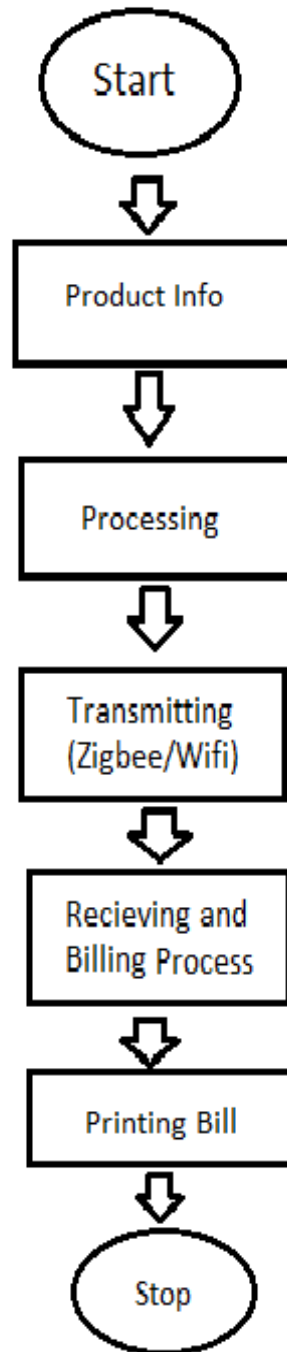 Start
Product Info
Processing
Transmitting
(Zigbee/Wifi)
Recieving and
Billing Process
Printing Bill
Stop